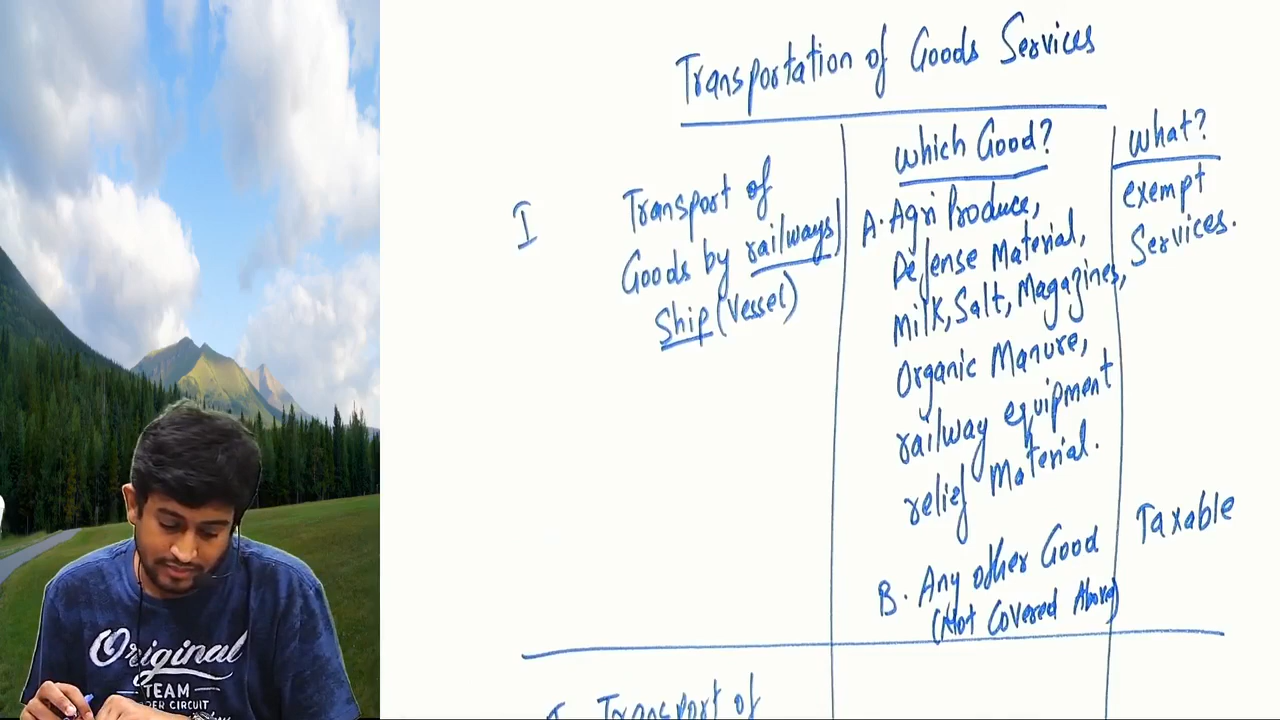 Transportation of Goods Services
Which Good?
What?
I
Transport of
Goods by railways/
Ship (Vessel)
A. Agri Produce,
Defense Material,
Milk, Salt, Magazines,
Organic Manure,
railway equipment
relief Material.
exempt
Services.
B. Any other Good
(Not Covered Above)
Taxable
Transport of
Original
TEAM
CIRCUIT